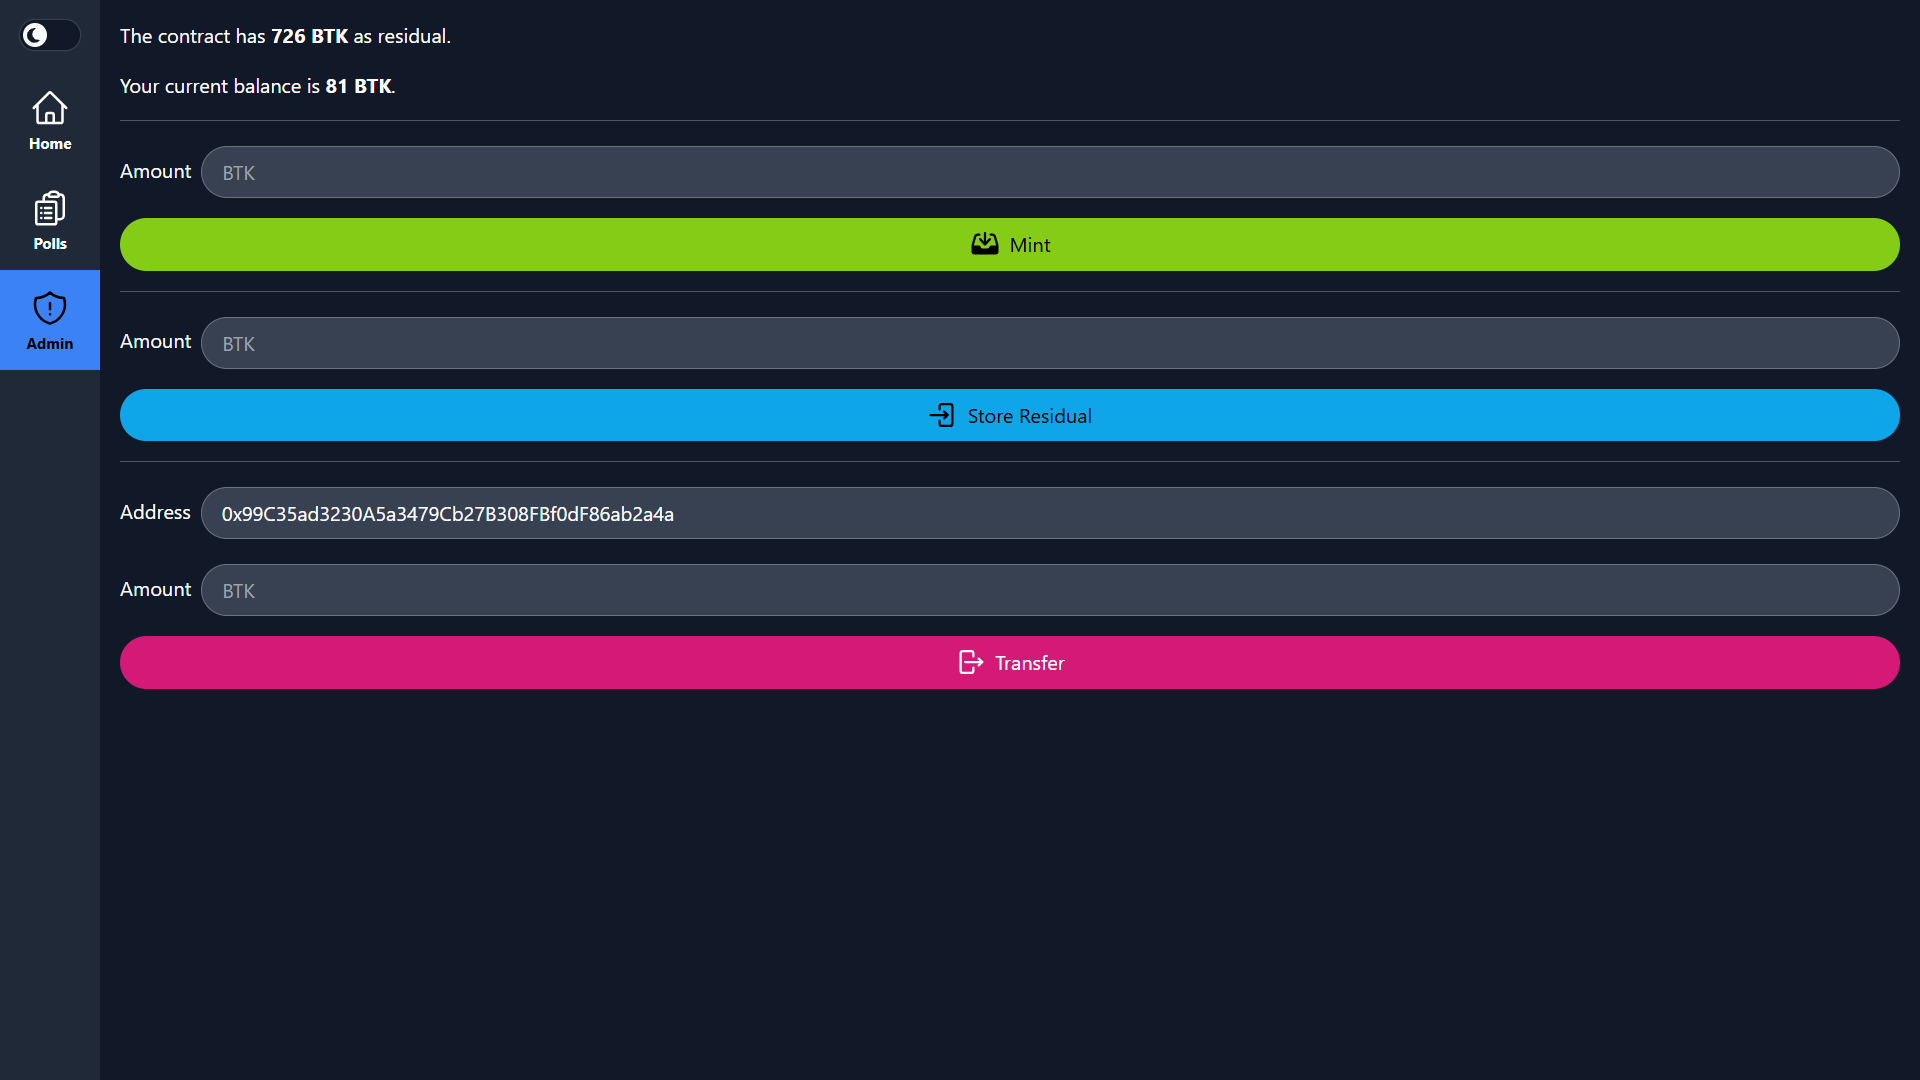 The contract has 726 BTK as residual.
Your current balance is 81 BTK.
Home
Polls
Admin
Amount BTK
Mint
Amount BTK
Store Residual
Address 0x99C35ad3230A5a3479Cb27B308FBf0dF86ab2a4a
Amount BTK
Transfer